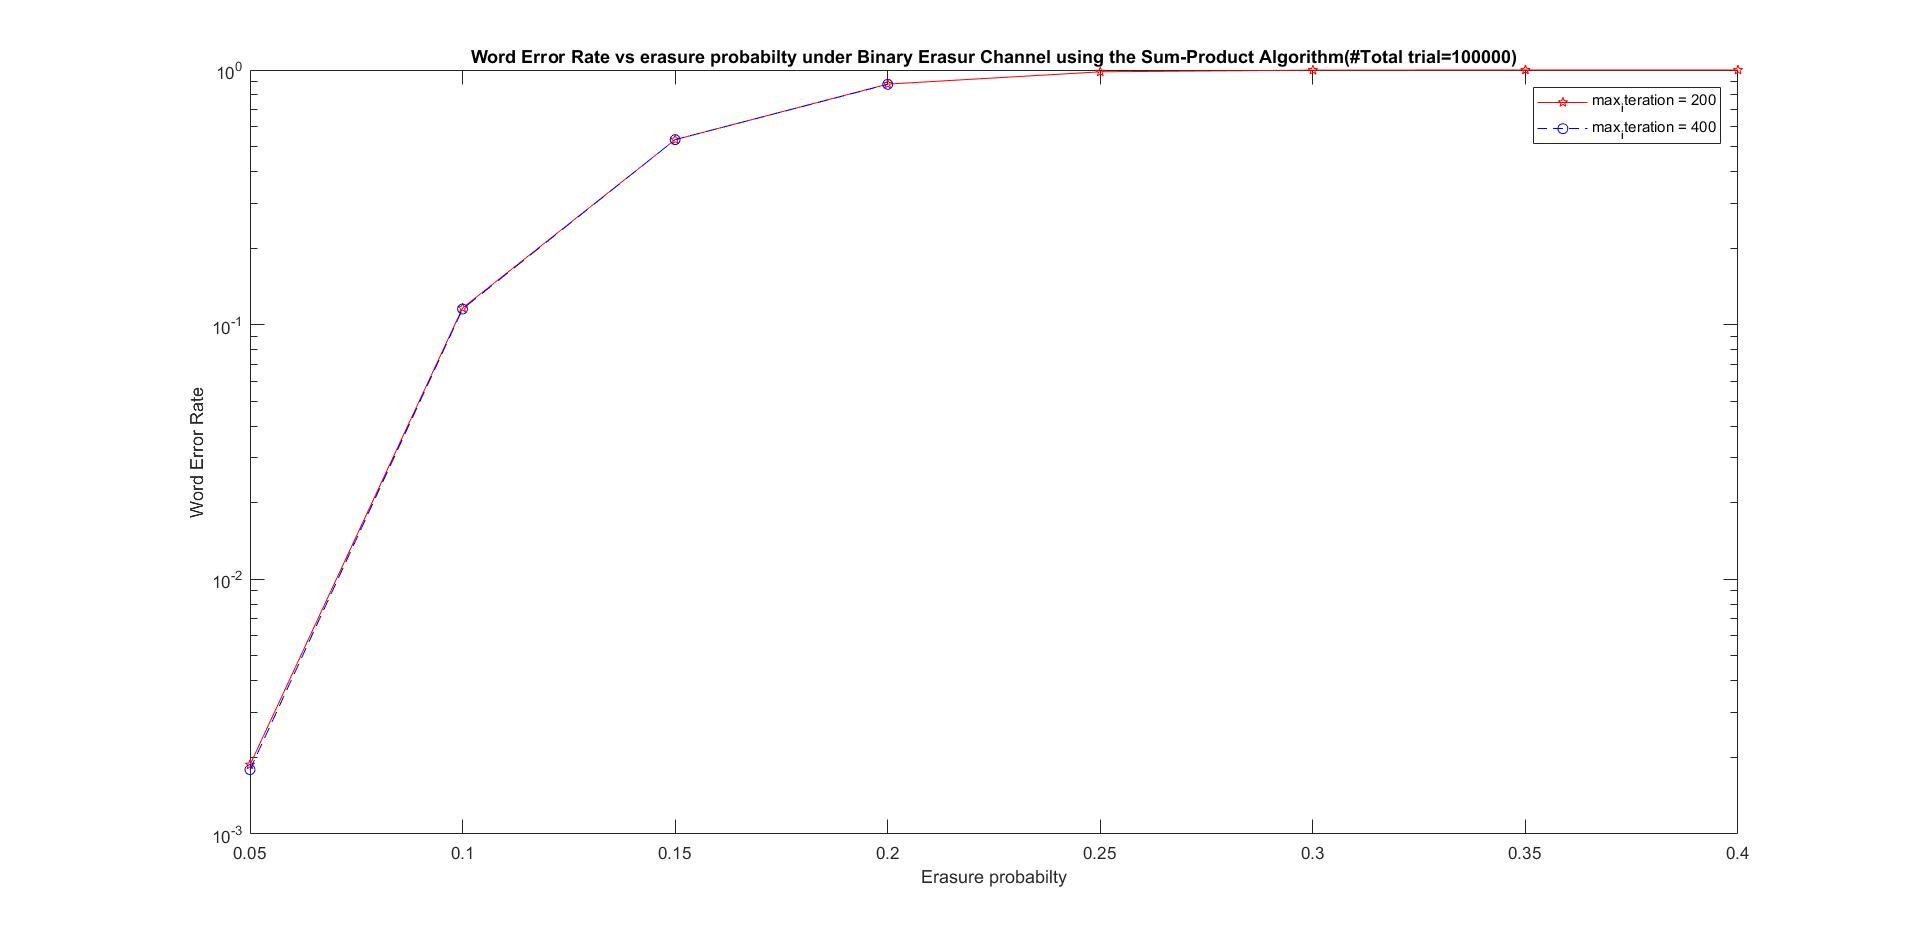 Word Error Rate vs erasure probabilty under Binary Erasur Channel using the Sum-Product Algorithm(#Total trial=100000)
10^0
10^-1
10^-2
10^-3
Word Error Rate
max_iteration = 200
max_iteration = 400
0.05 0.1 0.15 0.2 0.25 0.3 0.35 0.4
Erasure probabilty